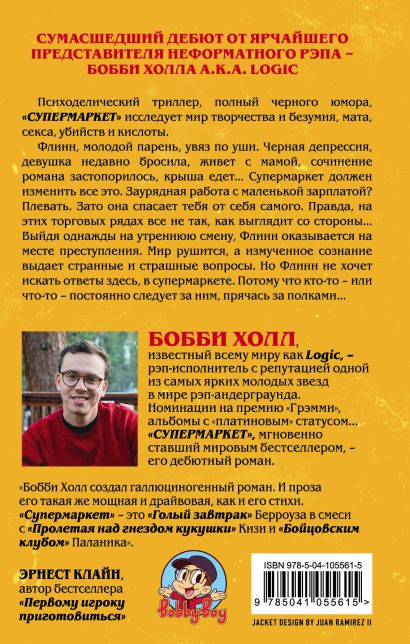 СУМАСШЕДШИЙ ДЕБЮТ ОТ ЯРЧАЙШЕГО
ПРЕДСТАВИТЕЛЯ НЕФОРМАТНОГО РЭПА –
БОББИ ХОЛЛА A.K.A. LOGIC
Психоделический триллер, полный черного юмора,
«СУПЕРМАРКЕТ» исследует мир творчества и безумия, мата,
секса, убийств и кислоты.
Флинн, молодой парень, увяз по уши. Черная депрессия,
девушка недавно бросила, живет с мамой, сочинение
романа застопорилось, крыша едет... Супермаркет должен
изменить все это. Заурядная работа с маленькой зарплатой?
Плевать. Зато она спасает тебя от себя самого. Правда, на
этих торговых рядах все не так, как выглядит со стороны...
Выйдя однажды на утреннюю смену, Флинн оказывается на
месте преступления. Мир рушится, а измученное сознание
выдает странные и страшные вопросы. Но Флинн не хочет
искать ответы здесь, в супермаркете. Потому что кто-то – или
что-то – постоянно следует за ним, прячась за полками...
БОББИ ХОЛЛ,
известный всему миру как Logic, –
рэп-исполнитель с репутацией одной
из самых ярких молодых звезд
в мире рэп-андерграунда.
Номинации на премию «Грэмми»,
альбомы с «платиновым» статусом...
«СУПЕРМАРКЕТ», мгновенно
ставший мировым бестселлером, –
его дебютный роман.
«Бобби Холл создал галлюциногенный роман. И проза
его такая же мощная и драйвовая, как и его стихи.
«Супермаркет» – это «Голый завтрак» Берроуза в смеси
с «Пролетая над гнездом кукушки» Кизи и «Бойцовским
клубом» Паланика».
ЭРНЕСТ КЛАЙН,
автор бестселлера
«Первому игроку
приготовиться»
BobbyBoy
ISBN 978-5-04-105561-5
9 785041 055615 >
JACKET DESIGN BY JUAN RAMIREZ II